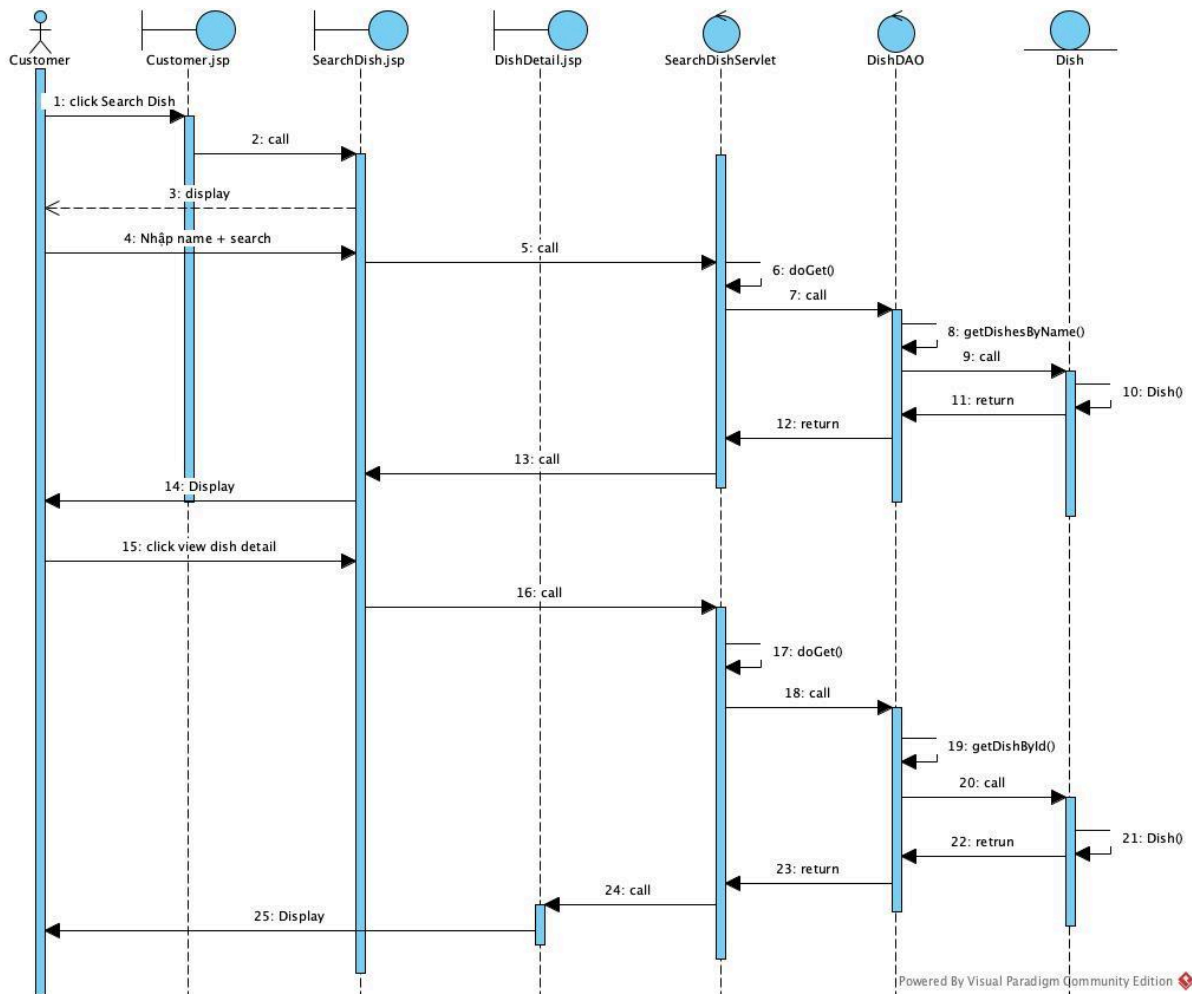 Customer
Customer.jsp
SearchDish.jsp
DishDetail.jsp
SearchDishServlet
DishDAO
Dish
1: click Search Dish
2: call
3: display
4: Nhập name + search
5: call
6: doGet()
7: call
8: getDishesByName()
9: call
10: Dish()
11: return
12: return
13: call
14: Display
15: click view dish detail
16: call
17: doGet()
18: call
19: getDishById()
20: call
21: Dish()
22: retrun
23: return
24: call
25: Display
Powered By Visual Paradigm Community Edition